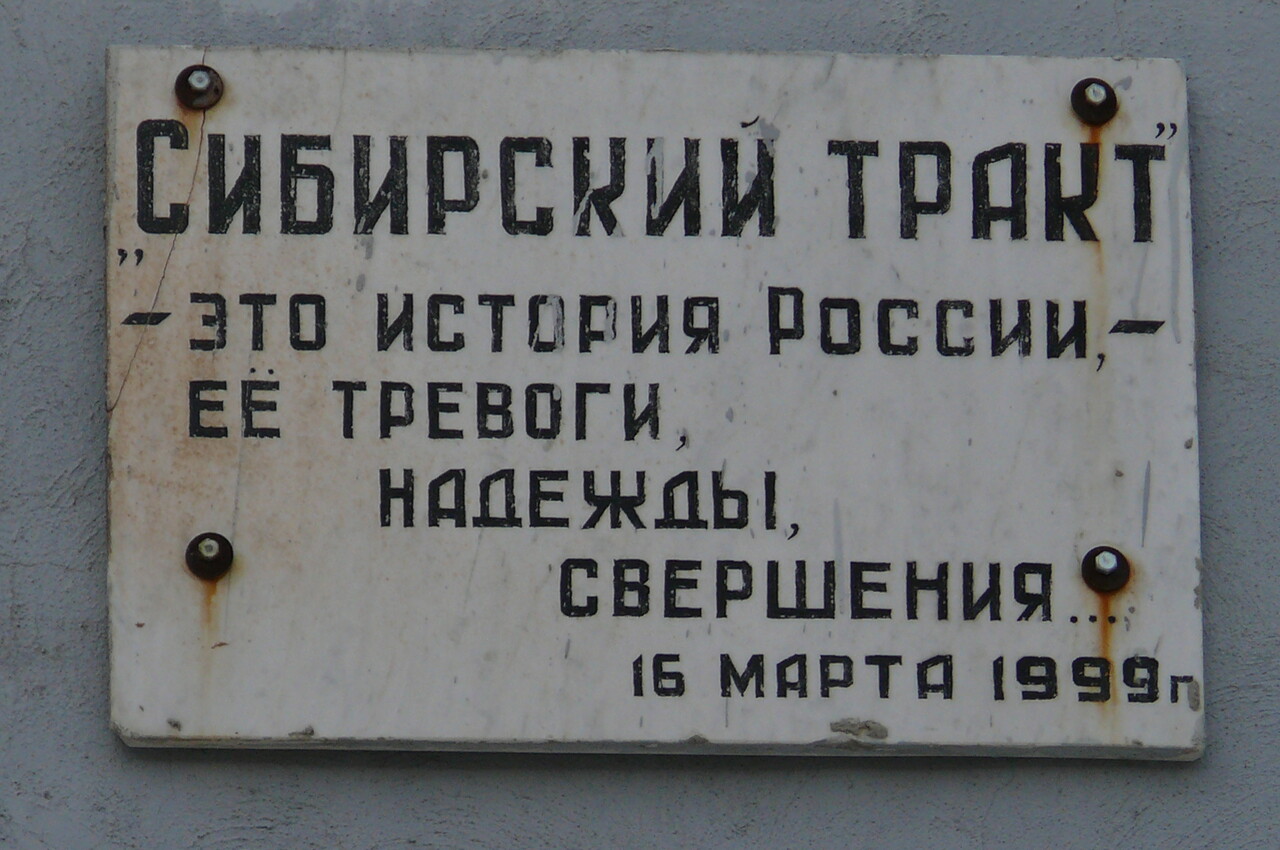 „Сибирский тракт”
– это история России, –
её тревоги,
надежды,
свершения...
16 марта 1999г